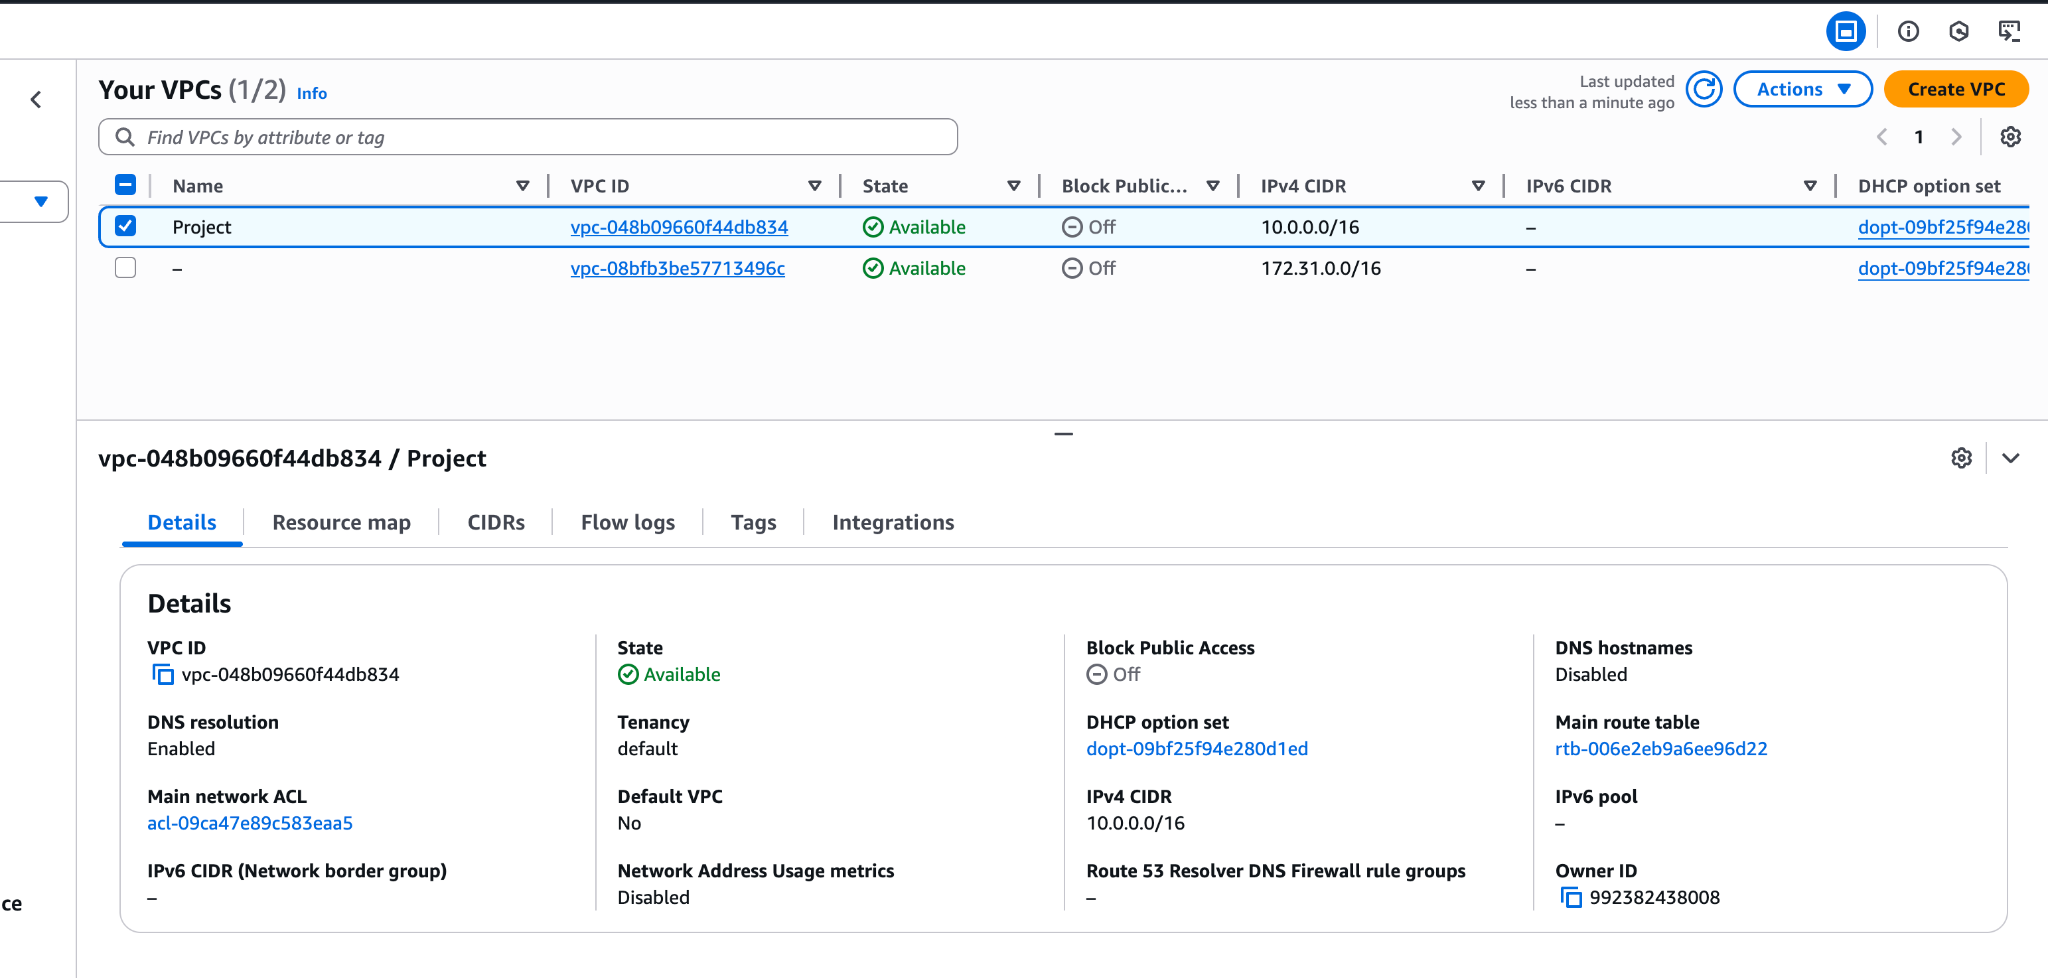 Your VPCs (1/2) Info
Last updated
less than a minute ago
Actions
Create VPC
Find VPCs by attribute or tag
1
Name VPC ID State Block Public... IPv4 CIDR IPv6 CIDR DHCP option set
Project vpc-048b09660f44db834 Available Off 10.0.0.0/16 – dopt-09bf25f94e28
– vpc-08bfb3be57713496c Available Off 172.31.0.0/16 – dopt-09bf25f94e28
vpc-048b09660f44db834 / Project
Details Resource map CIDRs Flow logs Tags Integrations
Details
VPC ID
vpc-048b09660f44db834
State
Available
Block Public Access
Off
DNS hostnames
Disabled
DNS resolution
Enabled
Tenancy
default
DHCP option set
dopt-09bf25f94e280d1ed
Main route table
rtb-006e2eb9a6ee96d22
Main network ACL
acl-09ca47e89c583eaa5
Default VPC
No
IPv4 CIDR
10.0.0.0/16
IPv6 pool
–
IPv6 CIDR (Network border group)
–
Network Address Usage metrics
Disabled
Route 53 Resolver DNS Firewall rule groups
–
Owner ID
992382438008
ce